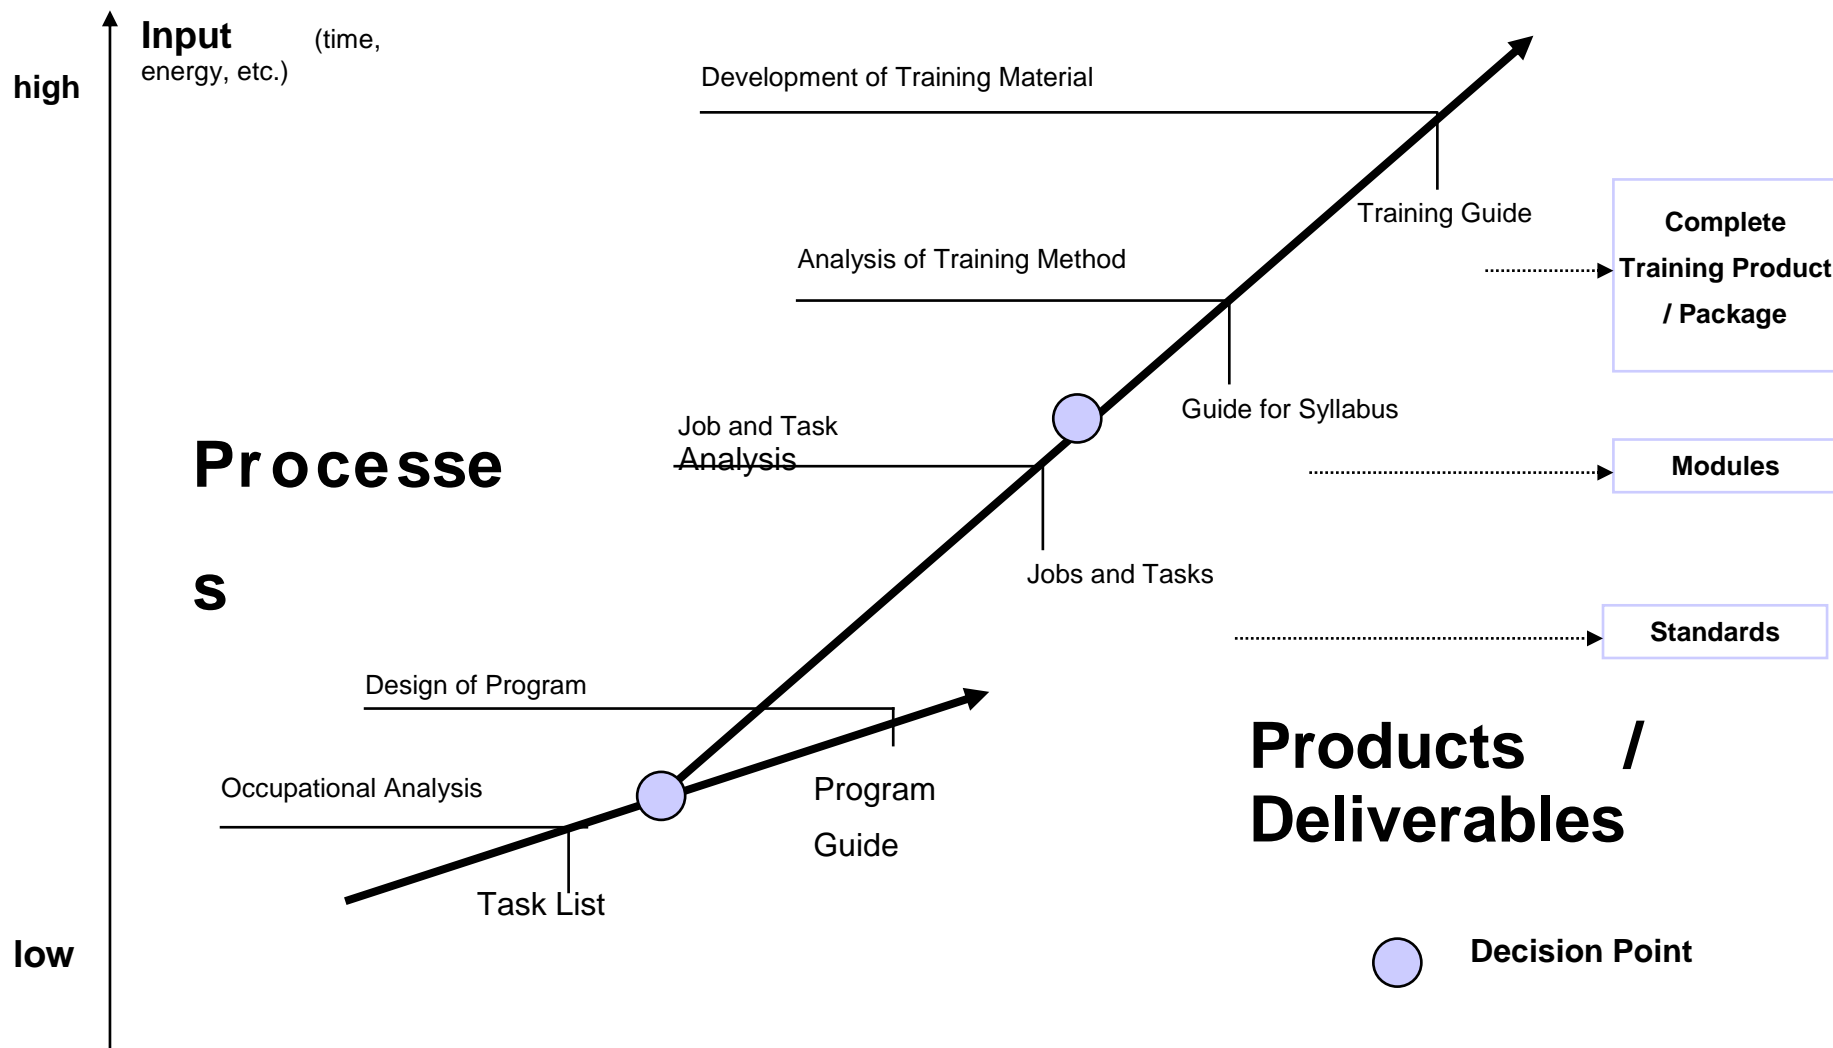 Input (time,
energy, etc.)
high
Development of Training Material
Training Guide
Complete
Training Product
/ Package
Analysis of Training Method
Guide for Syllabus
Job and Task
Analysis
Modules
Processe
s
Jobs and Tasks
Standards
Design of Program
Products /
Deliverables
Occupational Analysis
Program
Guide
Task List
low
Decision Point